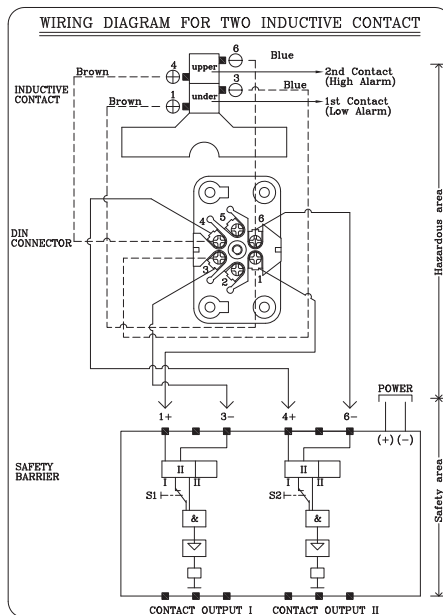 WIRING DIAGRAM FOR TWO INDUCTIVE CONTACT
6
Blue
4
upper
2nd Contact
(High Alarm)
Brown
3
Blue
INDUCTIVE
CONTACT
Brown
1
under
1st Contact
(Low Alarm)
Hazardous area
DIN
CONNECTOR
4
5
6
3
2
1
POWER
1+
3-
4+
6-
(+) (-)
SAFETY
BARRIER
Safety area
II
II
I
II
I
II
S1
S2
&
&
CONTACT OUTPUT I
CONTACT OUTPUT II